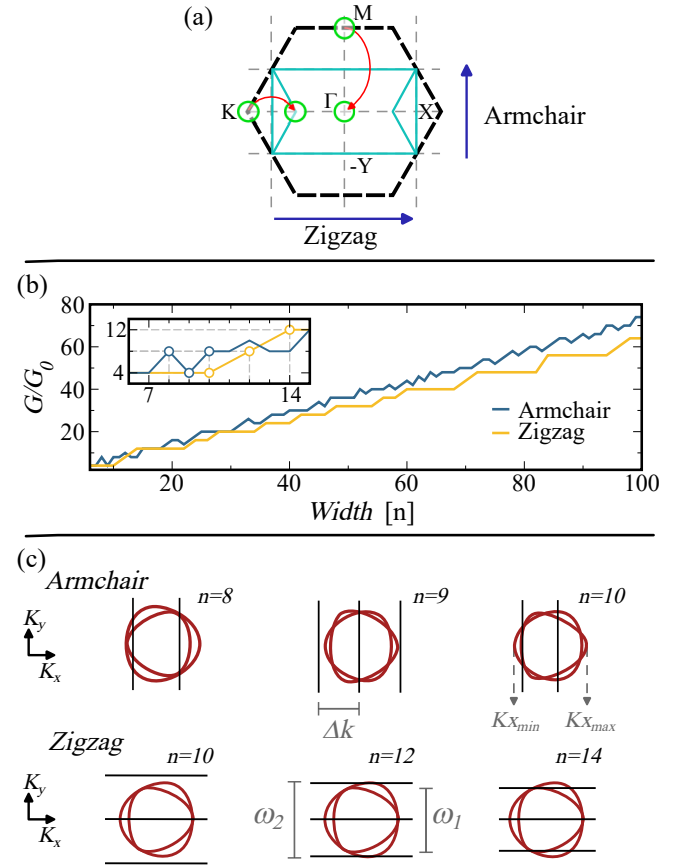 (a)
M
K
Γ
X
-Y
Armchair
Zigzag
(b)
G/G0
80
60
40
20
12
4
7
14
Armchair
Zigzag
20
40
60
80
100
Width [n]
(c)
Armchair
n=8
n=9
n=10
Ky
Kx
Δk
Kxmin
Kxmax
Zigzag
n=10
n=12
n=14
Ky
Kx
ω2
ω1